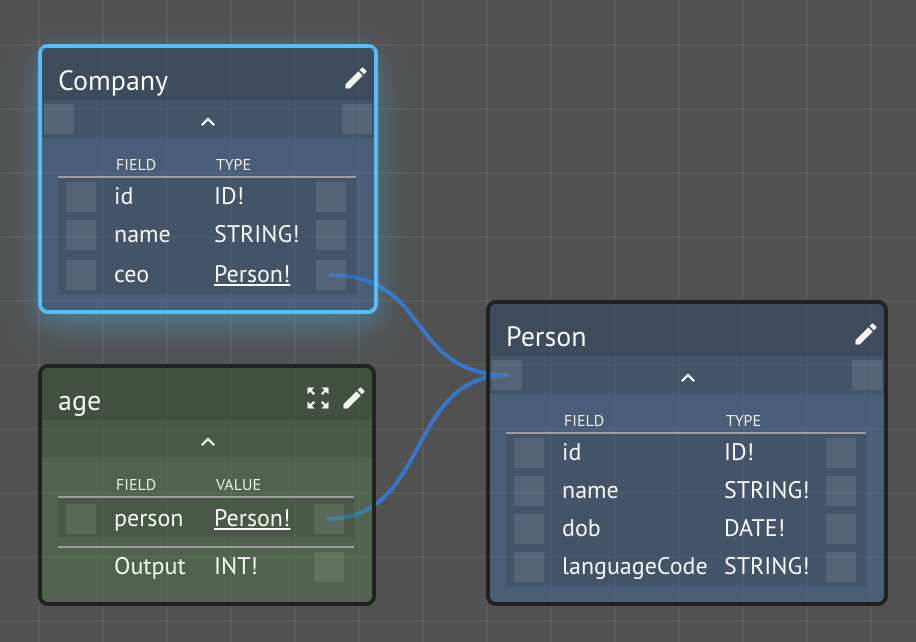 Company
FIELD TYPE
id ID!
name STRING!
ceo Person!
age
FIELD VALUE
person Person!
Output INT!
Person
FIELD TYPE
id ID!
name STRING!
dob DATE!
languageCode STRING!